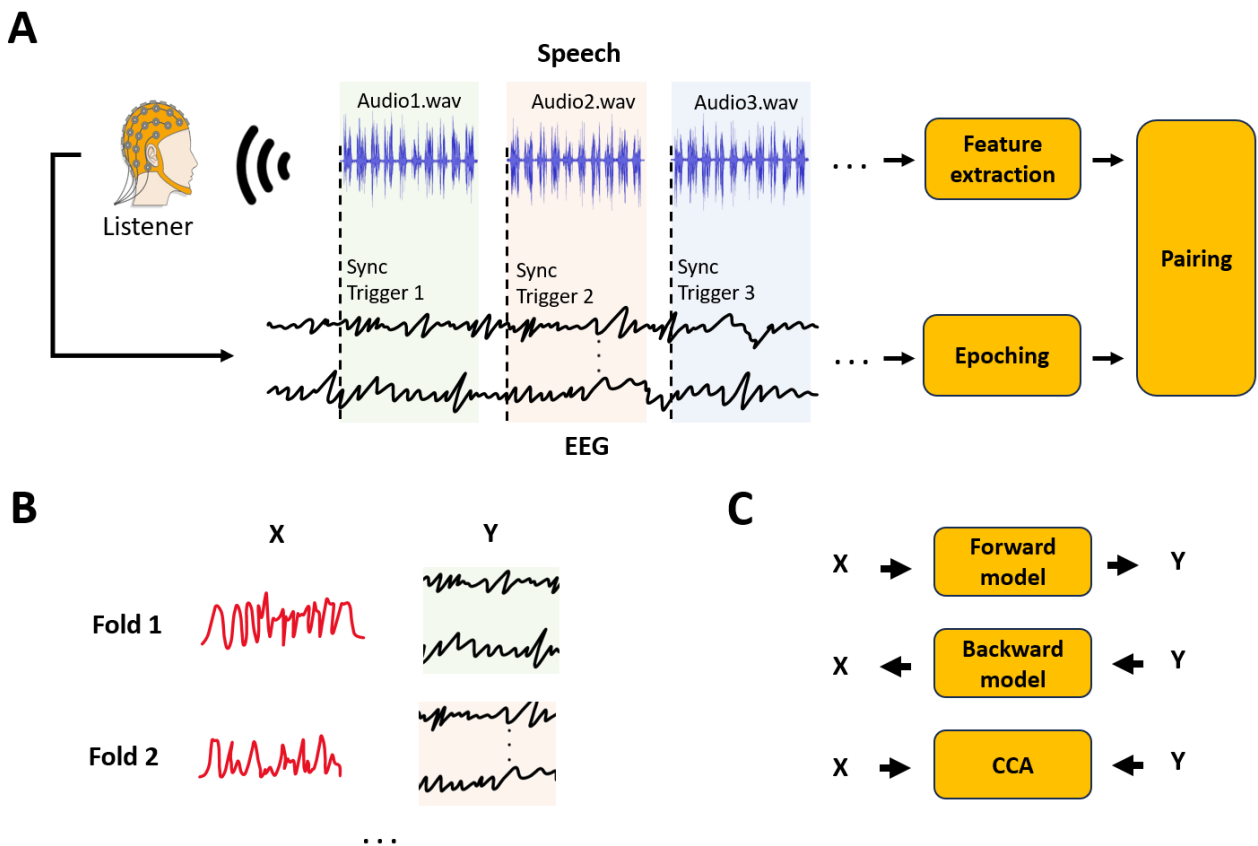 A
Speech
Audio1.wav
Audio2.wav
Audio3.wav
Listener
Sync
Trigger 1
Sync
Trigger 2
Sync
Trigger 3
. . .
Feature
extraction
Pairing
. . .
Epoching
EEG
B
X
Y
Fold 1
Fold 2
. . .
C
X
Forward
model
Y
X
Backward
model
Y
X
CCA
Y